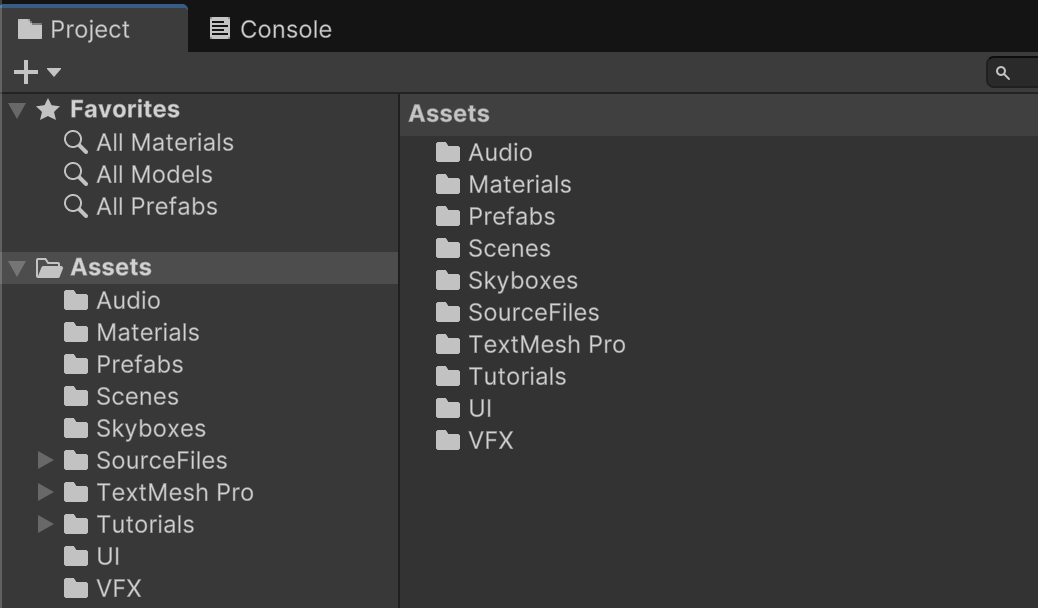 Project
Console
Favorites
All Materials
All Models
All Prefabs
Assets
Audio
Materials
Prefabs
Scenes
Skyboxes
SourceFiles
TextMesh Pro
Tutorials
UI
VFX
Assets
Audio
Materials
Prefabs
Scenes
Skyboxes
SourceFiles
TextMesh Pro
Tutorials
UI
VFX